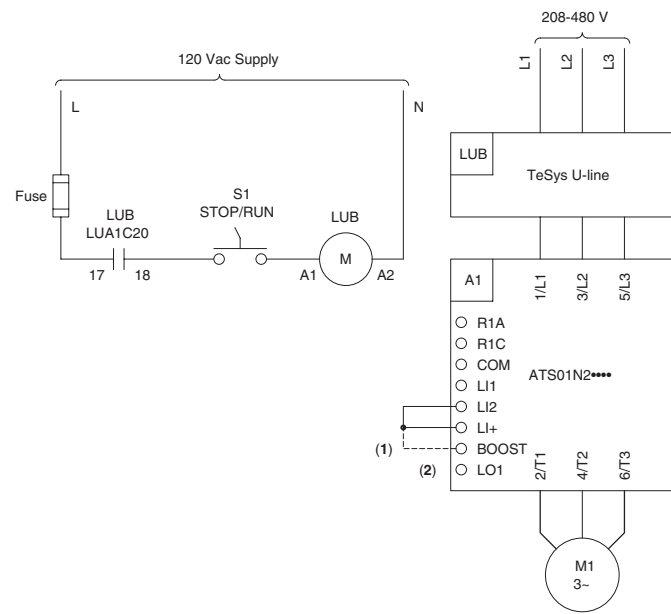 208-480 V
L1
L2
L3
120 Vac Supply
L
N
LUB
TeSys U-line
Fuse
S1
STOP/RUN
LUB
LUA1C20
LUB
17
18
A1
M
A2
A1
1/L1
3/L2
5/L3
R1A
R1C
COM
ATS01N2••••
LI1
LI2
LI+
(1)
BOOST
(2)
LO1
2/T1
4/T2
6/T3
M1
3~